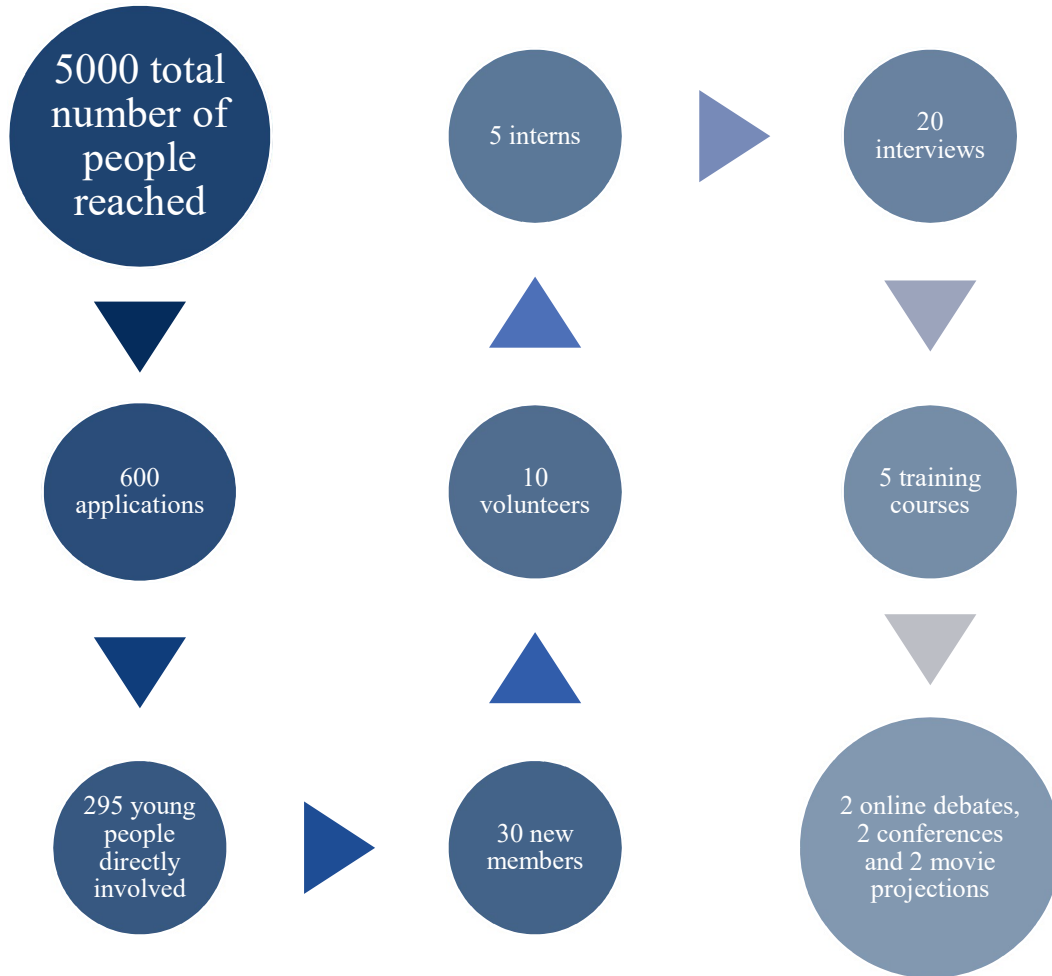 5000 total
number of
people
reached
600
applications
295 young
people
directly
involved
30 new
members
10
volunteers
5 interns
20
interviews
5 training
courses
2 online debates,
2 conferences
and 2 movie
projections